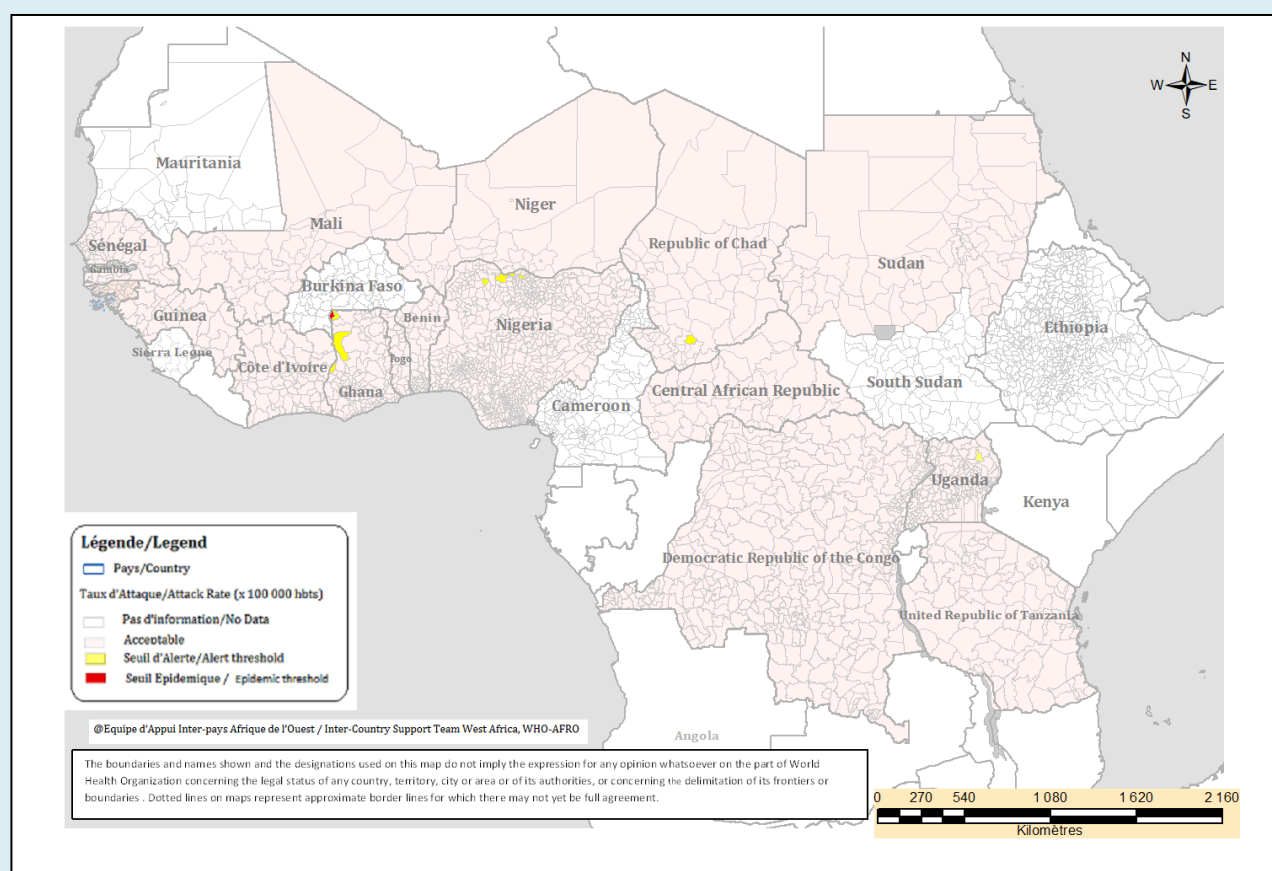 N
W E
S
Mauritania
Mali
Niger
Republic of Chad
Sudan
Sénégal
Gambia
Guinea
Burkina Faso
Benin
Nigeria
Ethiopia
Sierra Leone
Côte d'Ivoire
Togo
Ghana
Cameroon
Central African Republic
South Sudan
Uganda
Kenya
Democratic Republic of the Congo
United Republic of Tanzania
Angola
Légende/Legend
Pays/Country
Taux d'Attaque/Attack Rate (x 100 000 hbts)
Pas d'information/No Data
Acceptable
Seuil d'Alerte/Alert threshold
Seuil Epidemique / Epidemic threshold
@Equipe d'Appui Inter-pays Afrique de l'Ouest / Inter-Country Support Team West Africa, WHO-AFRO
The boundaries and names shown and the designations used on this map do not imply the expression for any opinion whatsoever on the part of World
Health Organization concerning the legal status of any country, territory, city or area or of its authorities, or concerning the delimitation of its frontiers or
boundaries . Dotted lines on maps represent approximate border lines for which there may not yet be full agreement.
0 270 540 1 080 1 620 2 160
Kilomètres